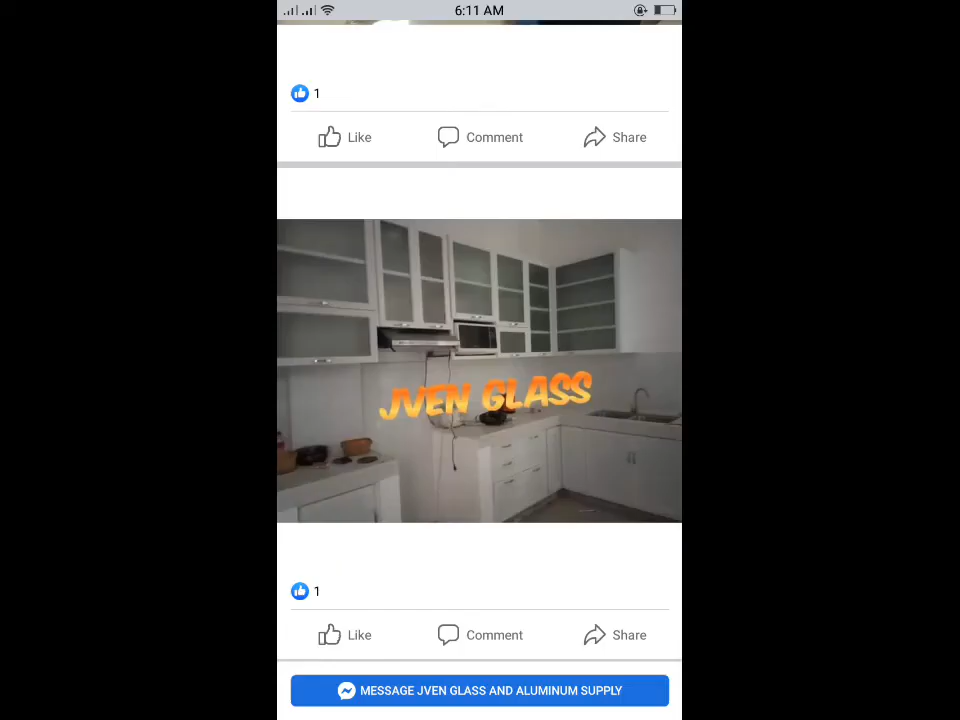 6:11 AM
1
Like
Comment
Share
JVEN GLASS
1
Like
Comment
Share
MESSAGE JVEN GLASS AND ALUMINUM SUPPLY